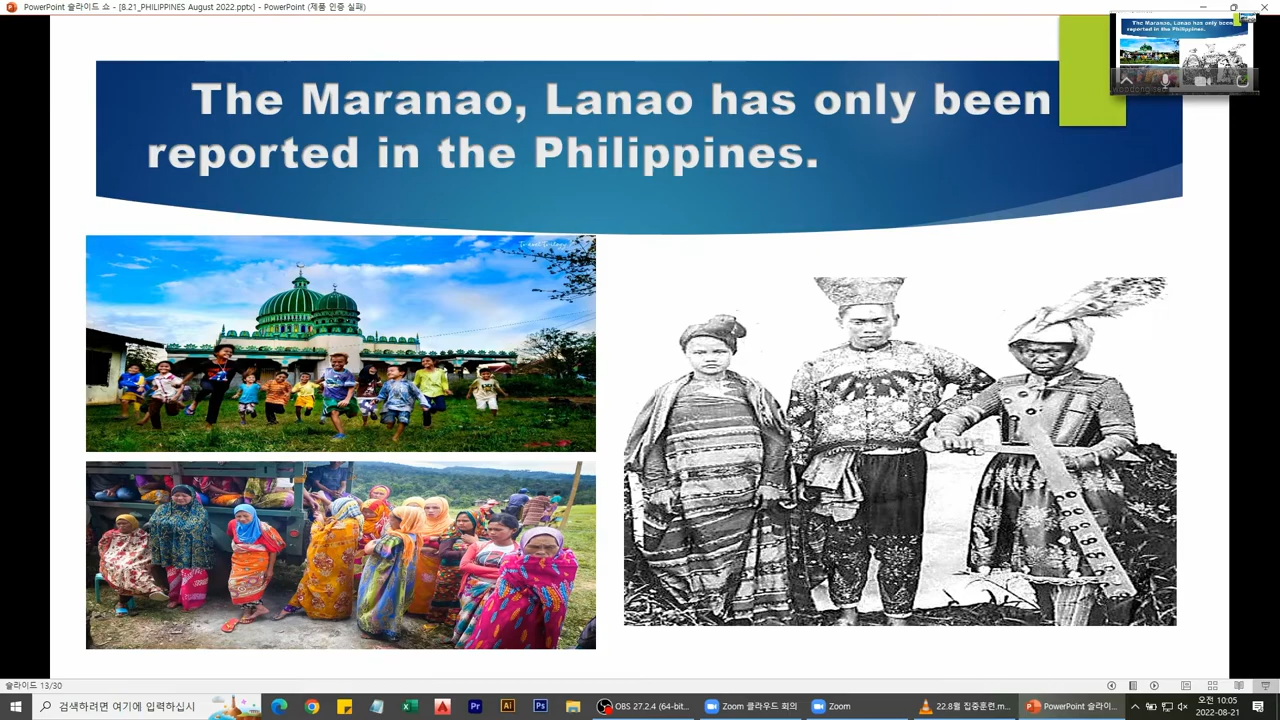 PowerPoint 슬라이드 쇼 - [8.21_PHILIPPINES August 2022.pptx] - PowerPoint (제품 인증 실패)
The Maranao, Lanao has only been
reported in the Philippines.
The Maranao, Lanao has only been
reported in the Philippines.
슬라이드 13/30
검색하려면 여기에 입력하십시
Pr
Ai
Ps
OBS 27.2.4 (64-bit...
Zoom 클라우드 회의
Zoom
22.8월 집중훈련.m...
PowerPoint 슬라이...
오전 10:05
2022-08-21